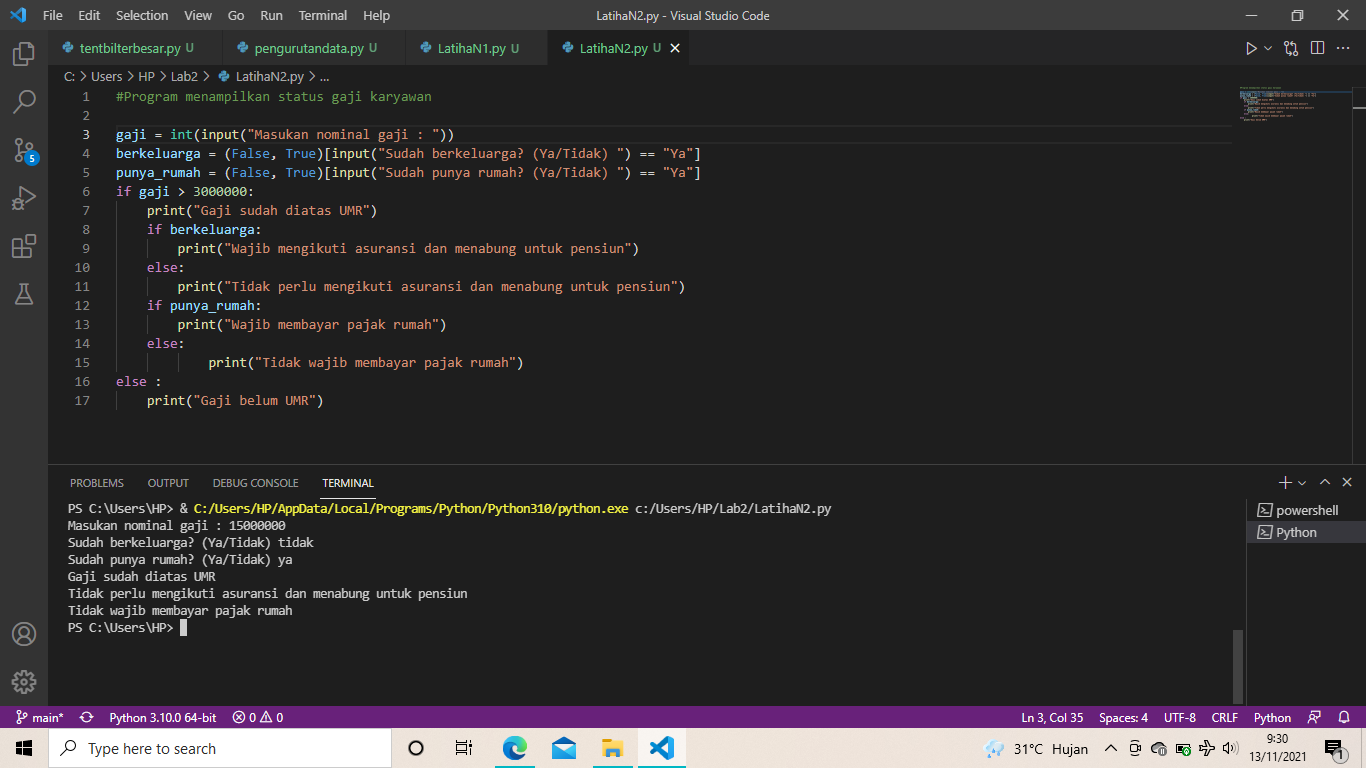 File Edit Selection View Go Run Terminal Help LatihaN2.py - Visual Studio Code
tentbilterbesar.py U pengurutandata.py U LatihaN1.py U LatihaN2.py U
C: > Users > HP > Lab2 > LatihaN2.py > ...
1 #Program menampilkan status gaji karyawan
2
3 gaji = int(input("Masukan nominal gaji : "))
4 berkeluarga = (False, True)[input("Sudah berkeluarga? (Ya/Tidak) ") == "Ya"]
5 punya_rumah = (False, True)[input("Sudah punya rumah? (Ya/Tidak) ") == "Ya"]
6 if gaji > 3000000:
7     print("Gaji sudah diatas UMR")
8     if berkeluarga:
9         print("Wajib mengikuti asuransi dan menabung untuk pensiun")
10     else:
11         print("Tidak perlu mengikuti asuransi dan menabung untuk pensiun")
12     if punya_rumah:
13         print("Wajib membayar pajak rumah")
14     else:
15             print("Tidak wajib membayar pajak rumah")
16 else :
17     print("Gaji belum UMR")
5
PROBLEMS OUTPUT DEBUG CONSOLE TERMINAL
PS C:\Users\HP> & C:/Users/HP/AppData/Local/Programs/Python/Python310/python.exe c:/Users/HP/Lab2/LatihaN2.py
Masukan nominal gaji : 15000000
Sudah berkeluarga? (Ya/Tidak) tidak
Sudah punya rumah? (Ya/Tidak) ya
Gaji sudah diatas UMR
Tidak perlu mengikuti asuransi dan menabung untuk pensiun
Tidak wajib membayar pajak rumah
PS C:\Users\HP>
powershell
Python
main* Python 3.10.0 64-bit 0 0 Ln 3, Col 35 Spaces: 4 UTF-8 CRLF Python
Type here to search 31°C Hujan 9:30
13/11/2021 1